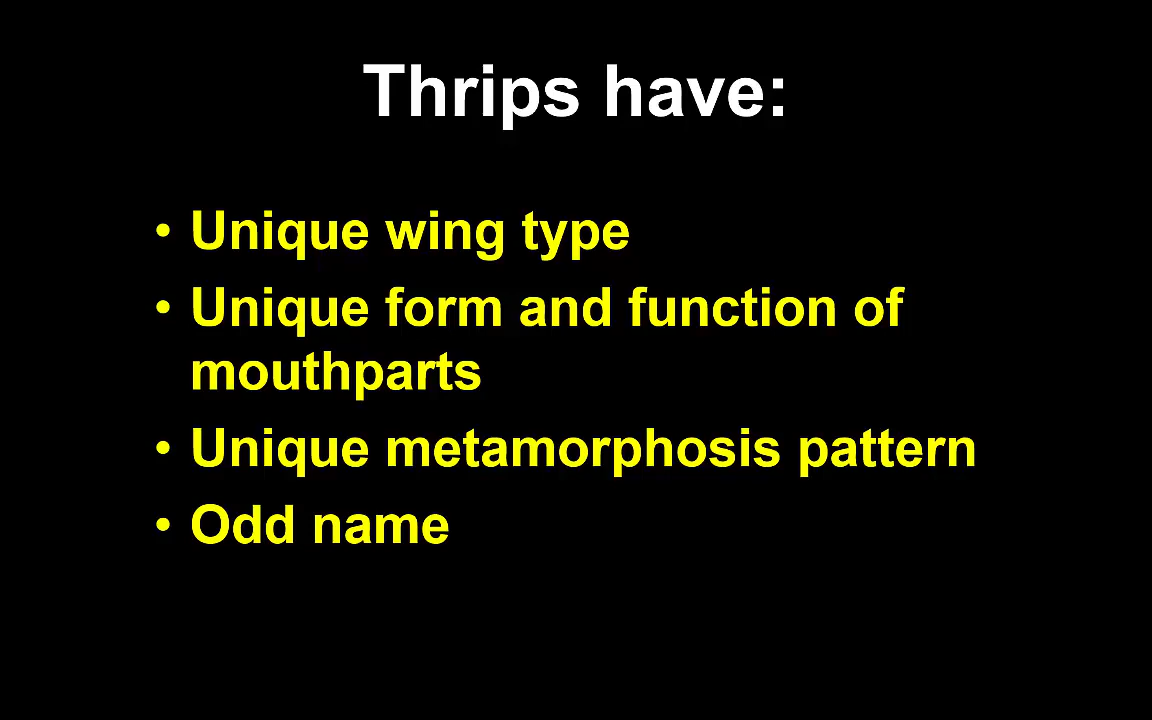 Thrips have:
• Unique wing type
• Unique form and function of
mouthparts
• Unique metamorphosis pattern
• Odd name